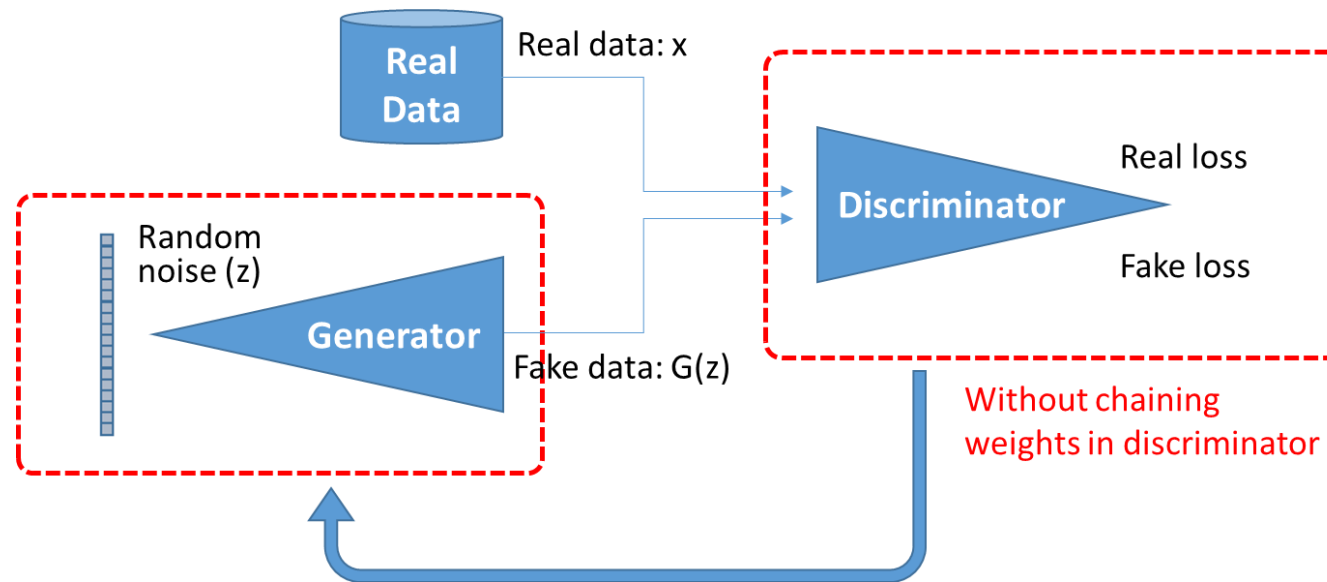 Real
Data
Real data: x
Random
noise (z)
Generator
Fake data: G(z)
Discriminator
Real loss
Fake loss
Without chaining
weights in discriminator